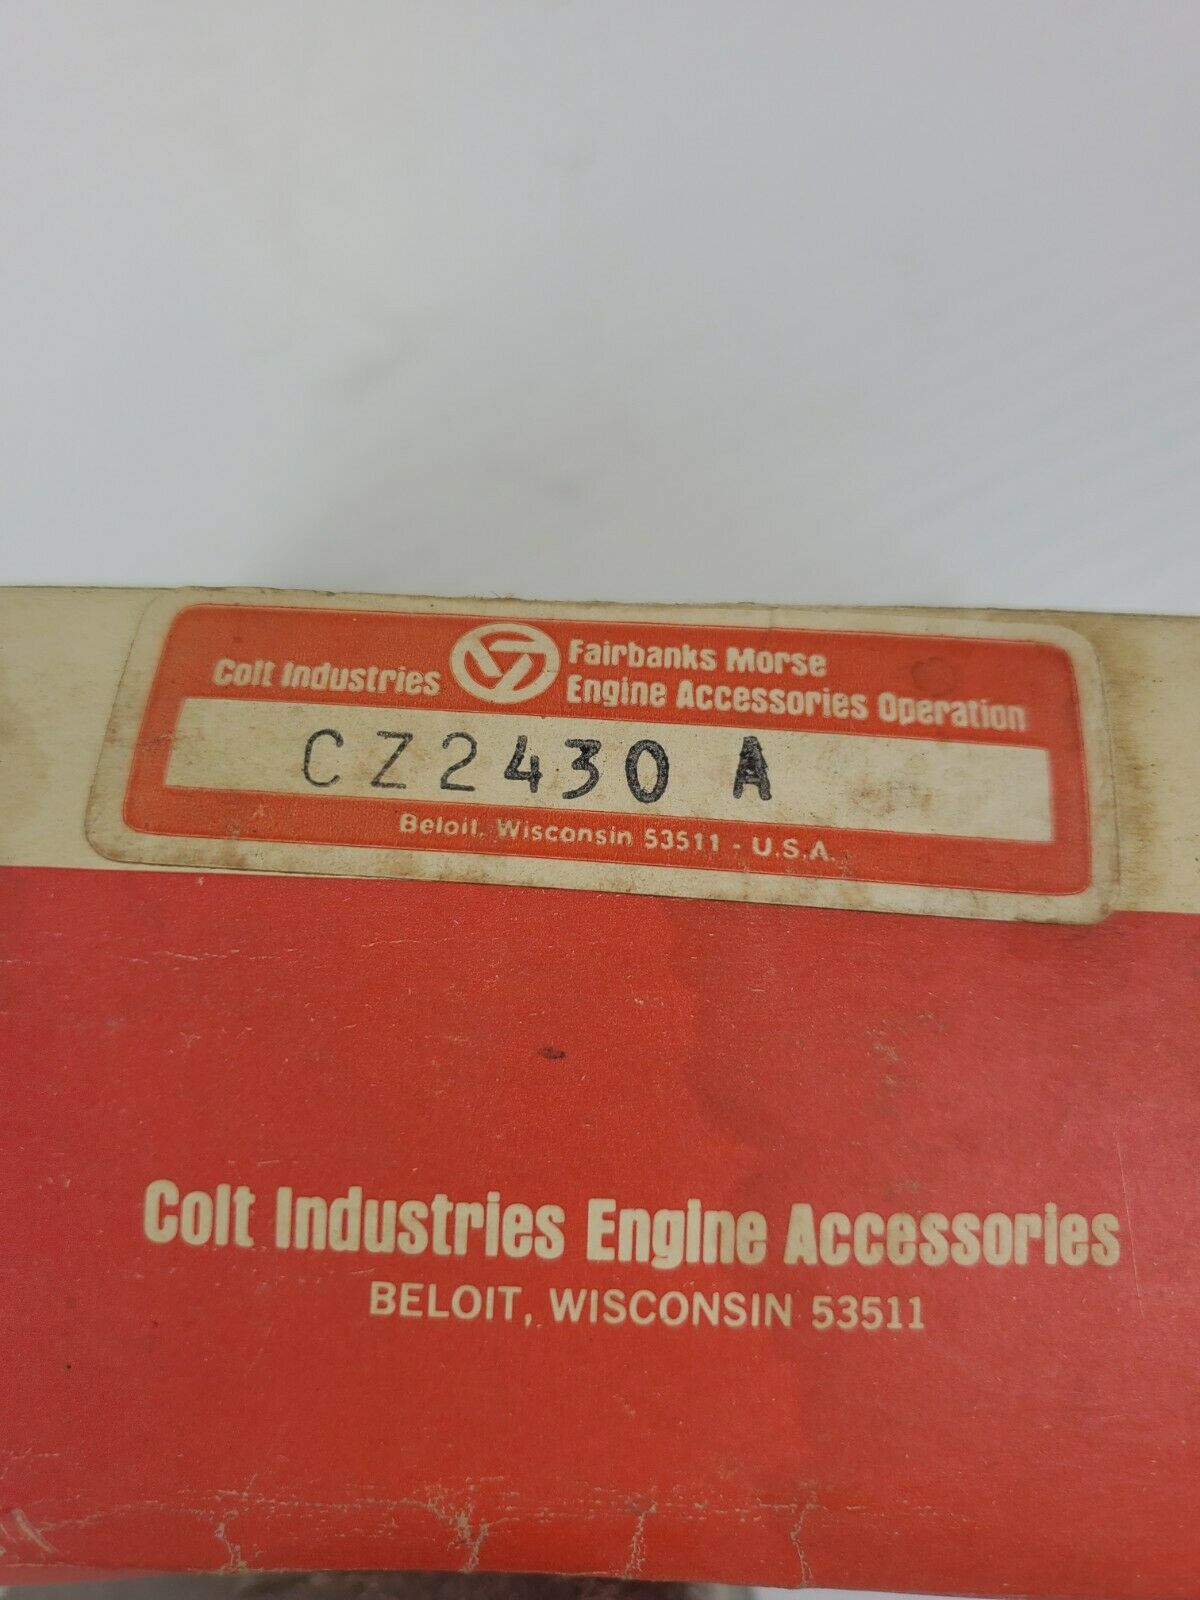 Colt Industries
Fairbanks Morse
Engine Accessories Operation
CZ2430 A
Beloit, Wisconsin 53511 - U.S.A.
Colt Industries Engine Accessories
BELOIT, WISCONSIN 53511